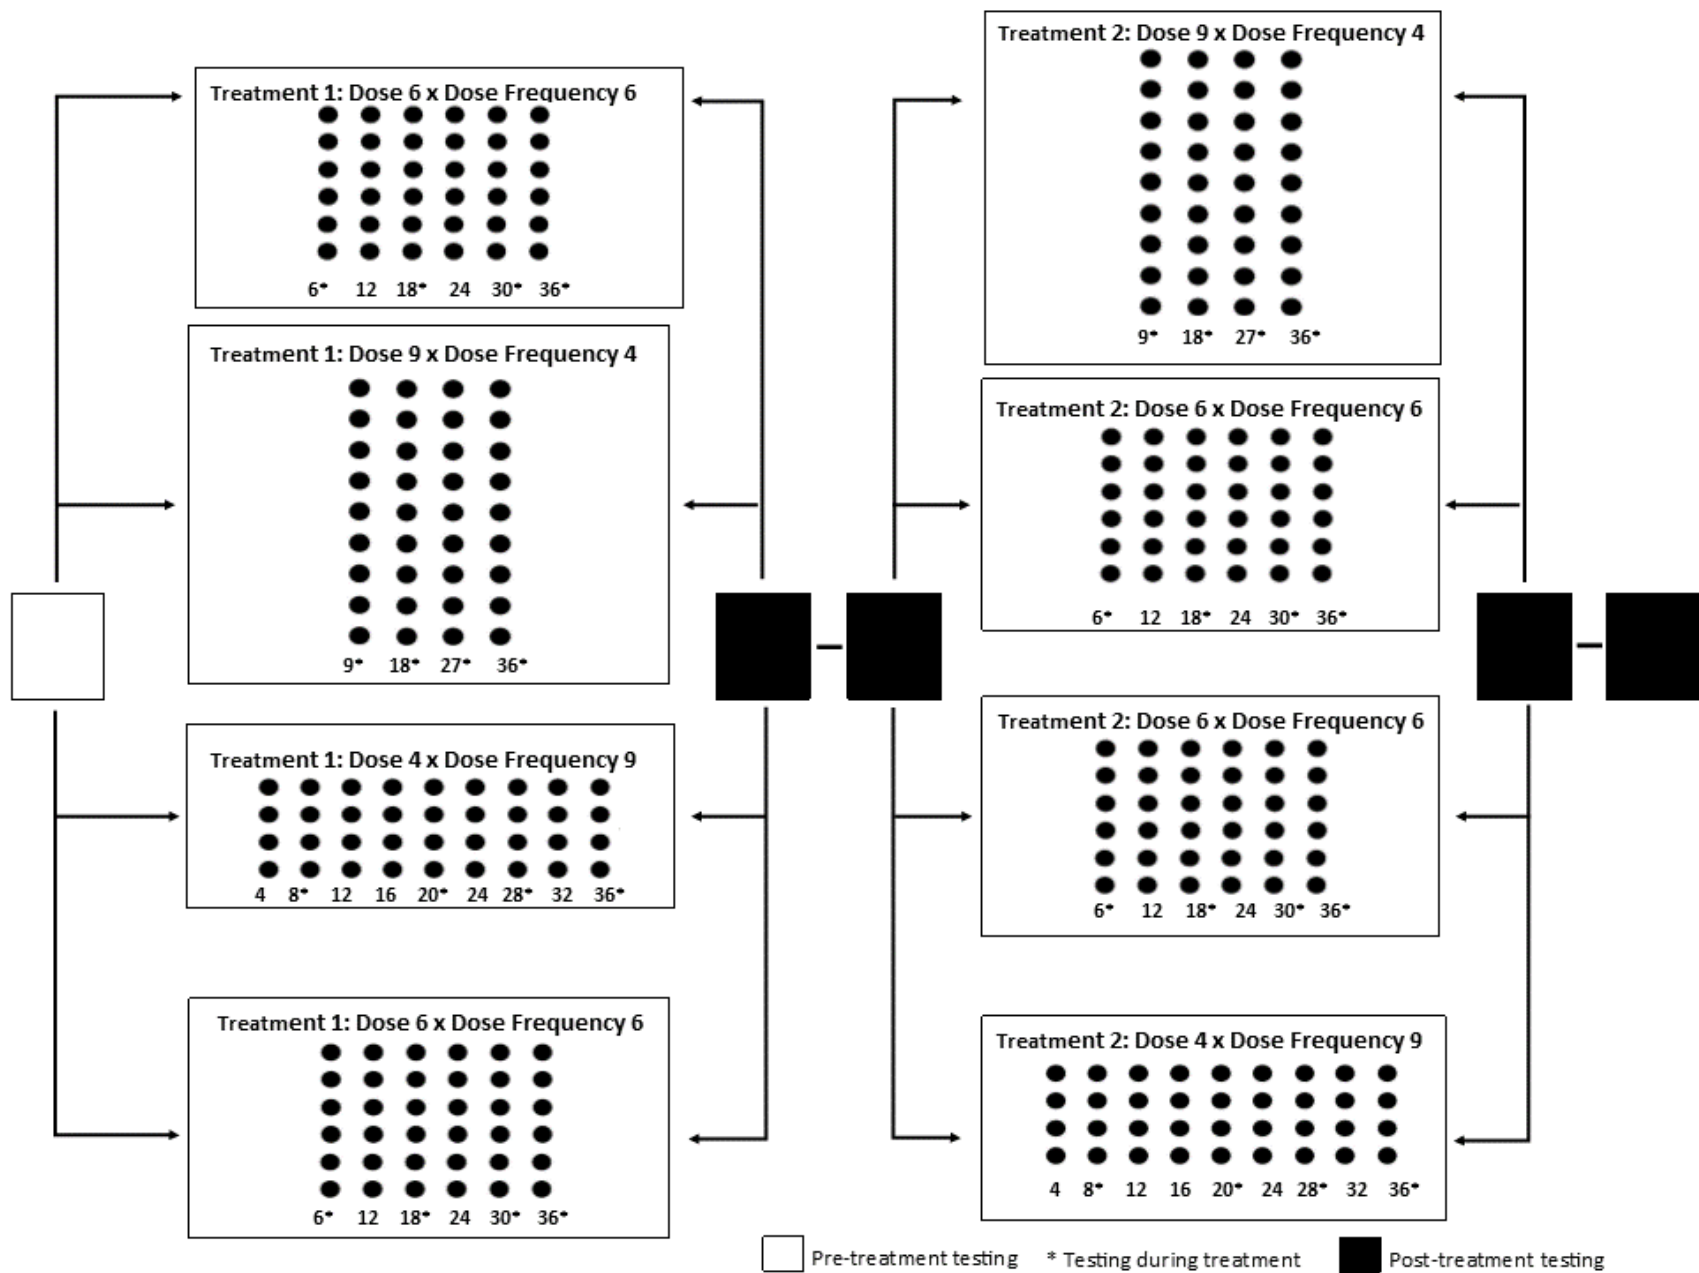 Treatment 1: Dose 6 x Dose Frequency 6
6* 12 18* 24 30* 36*
Treatment 1: Dose 9 x Dose Frequency 4
9* 18* 27* 36*
Treatment 1: Dose 4 x Dose Frequency 9
4 8* 12 16 20* 24 28* 32 36*
Treatment 1: Dose 6 x Dose Frequency 6
6* 12 18* 24 30* 36*
Treatment 2: Dose 9 x Dose Frequency 4
9* 18* 27* 36*
Treatment 2: Dose 6 x Dose Frequency 6
6* 12 18* 24 30* 36*
Treatment 2: Dose 6 x Dose Frequency 6
6* 12 18* 24 30* 36*
Treatment 2: Dose 4 x Dose Frequency 9
4 8* 12 16 20* 24 28* 32 36*
Pre-treatment testing * Testing during treatment Post-treatment testing